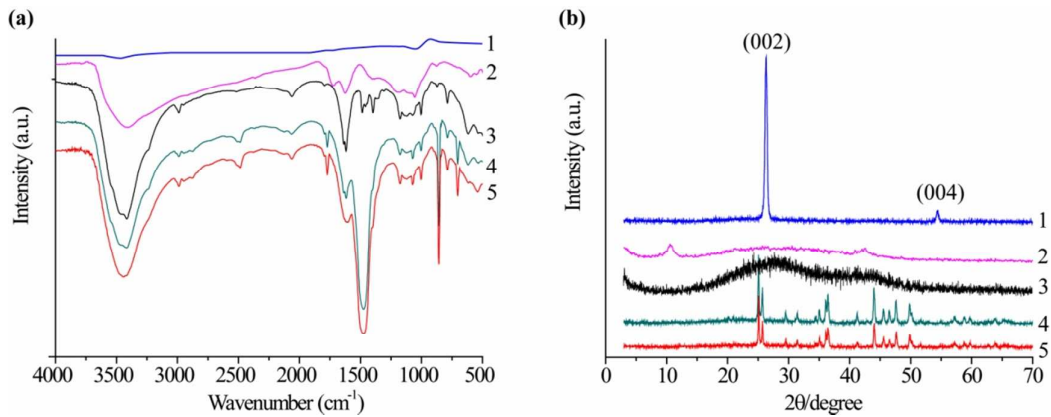 (a)
Intensity (a.u.)
1
2
3
4
5
4000 3500 3000 2500 2000 1500 1000 500
Wavenumber (cm⁻¹)
(b)
Intensity (a.u.)
(002)
(004)
1
2
3
4
5
0 10 20 30 40 50 60 70
2θ/degree